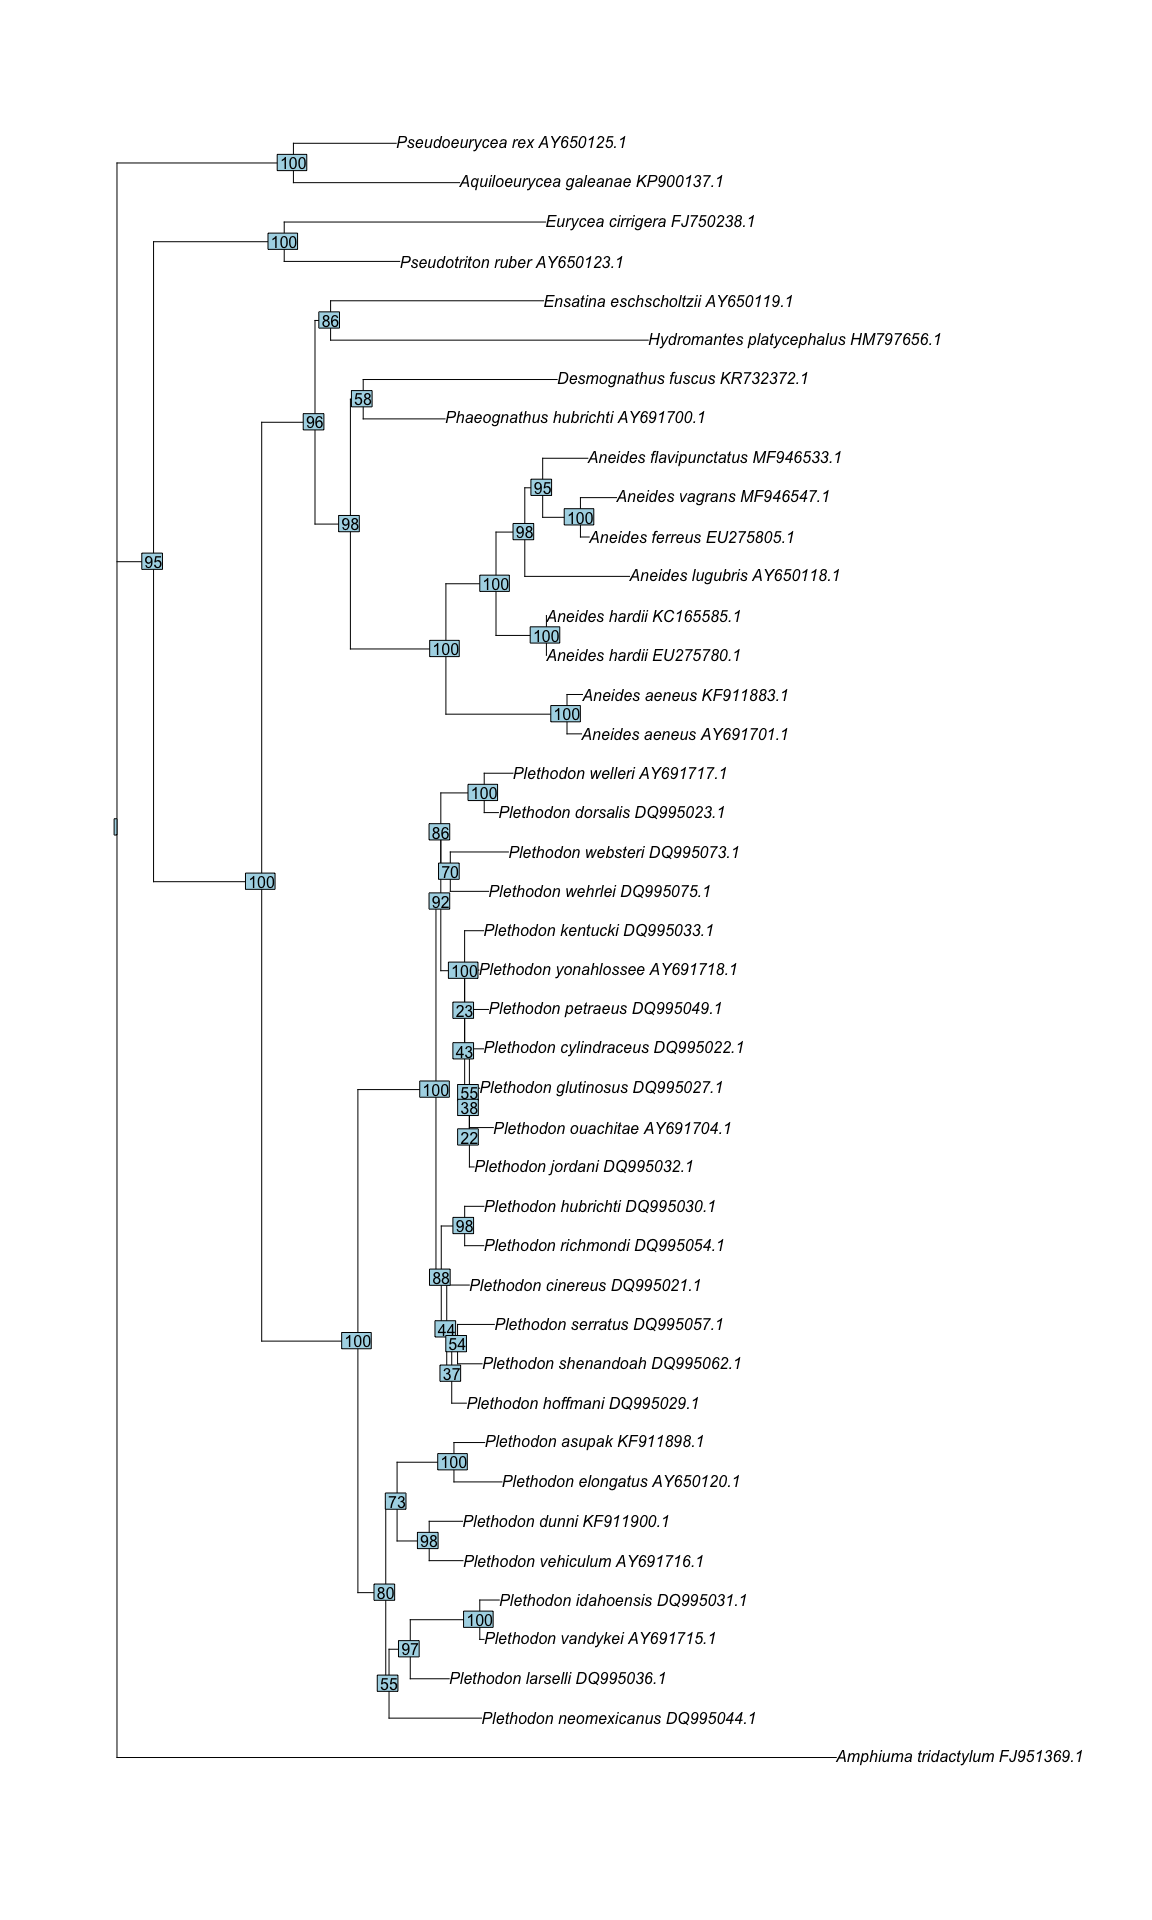 Pseudoeurycea rex AY650125.1
100
Aquiloeurycea galeanae KP900137.1
Eurycea cirrigera FJ750238.1
100
Pseudotriton ruber AY650123.1
Ensatina eschscholtzii AY650119.1
86
Hydromantes platycephalus HM797656.1
Desmognathus fuscus KR732372.1
58
Phaeognathus hubrichti AY691700.1
96
Aneides flavipunctatus MF946533.1
95
Aneides vagrans MF946547.1
100
98
98
Aneides ferreus EU275805.1
95
Aneides lugubris AY650118.1
100
Aneides hardii KC165585.1
100
100
Aneides hardii EU275780.1
Aneides aeneus KF911883.1
100
Aneides aeneus AY691701.1
Plethodon welleri AY691717.1
100
Plethodon dorsalis DQ995023.1
86
Plethodon websteri DQ995073.1
70
100
Plethodon wehrlei DQ995075.1
92
Plethodon kentucki DQ995033.1
100
Plethodon yonahlossee AY691718.1
23
Plethodon petraeus DQ995049.1
43
Plethodon cylindraceus DQ995022.1
100
55
Plethodon glutinosus DQ995027.1
38
Plethodon ouachitae AY691704.1
22
Plethodon jordani DQ995032.1
Plethodon hubrichti DQ995030.1
98
Plethodon richmondi DQ995054.1
88
Plethodon cinereus DQ995021.1
44
Plethodon serratus DQ995057.1
100
54
Plethodon shenandoah DQ995062.1
37
Plethodon hoffmani DQ995029.1
Plethodon asupak KF911898.1
100
Plethodon elongatus AY650120.1
73
Plethodon dunni KF911900.1
98
Plethodon vehiculum AY691716.1
80
Plethodon idahoensis DQ995031.1
100
Plethodon vandykei AY691715.1
97
Plethodon larselli DQ995036.1
55
Plethodon neomexicanus DQ995044.1
Amphiuma tridactylum FJ951369.1